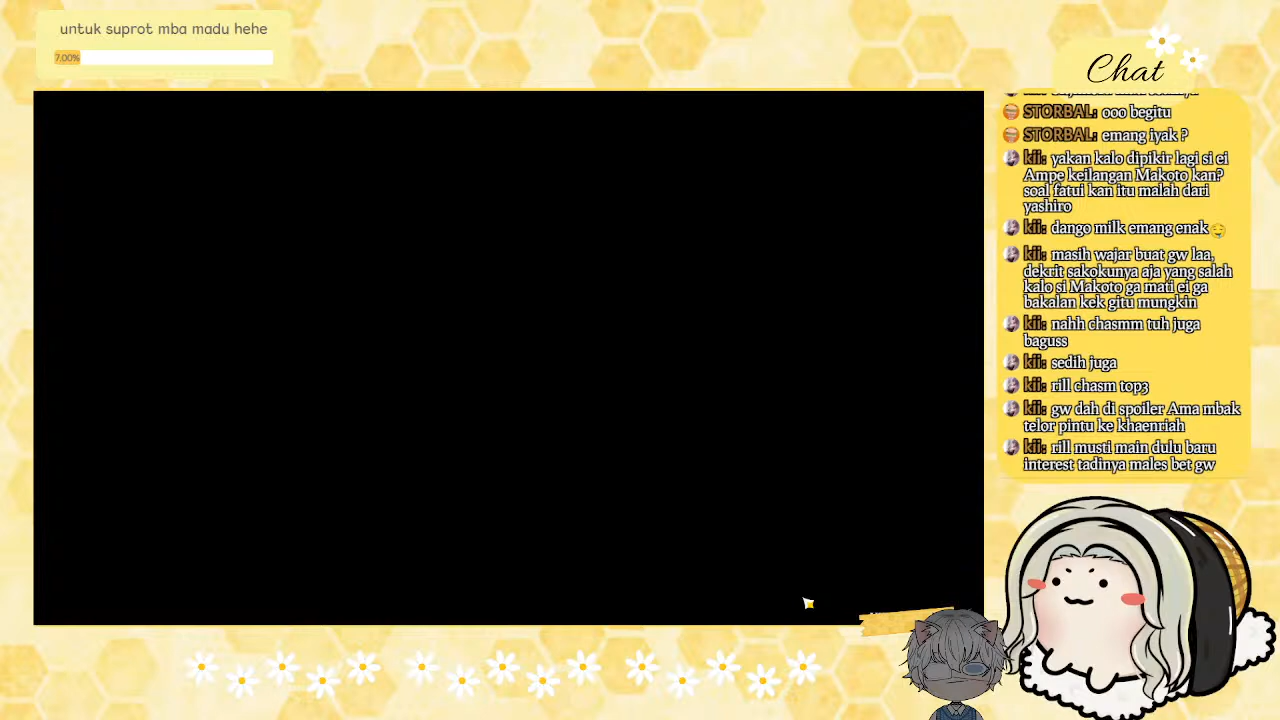 untuk suprot mba madu hehe
7.00%
Chat
STORBAL: ooo begitu
STORBAL: emang iyak ?
kii: yakan kalo dipikir lagi si ei
Ampe keilangan Makoto kan?
soal fatui kan itu malah dari
yashiro
kii: dango milk emang enak
kii: masih wajar buat gw laa,
dekrit sakokunya aja yang salah
kalo si Makoto ga mati ei ga
bakalan kek gitu mungkin
kii: nahh chasmm tuh juga
baguss
kii: sedih juga
kii: rill chasm top3
kii: gw dah di spoiler Ama mbak
telor pintu ke khaenriah
kii: rill musti main dulu baru
interest tadinya males bet gw